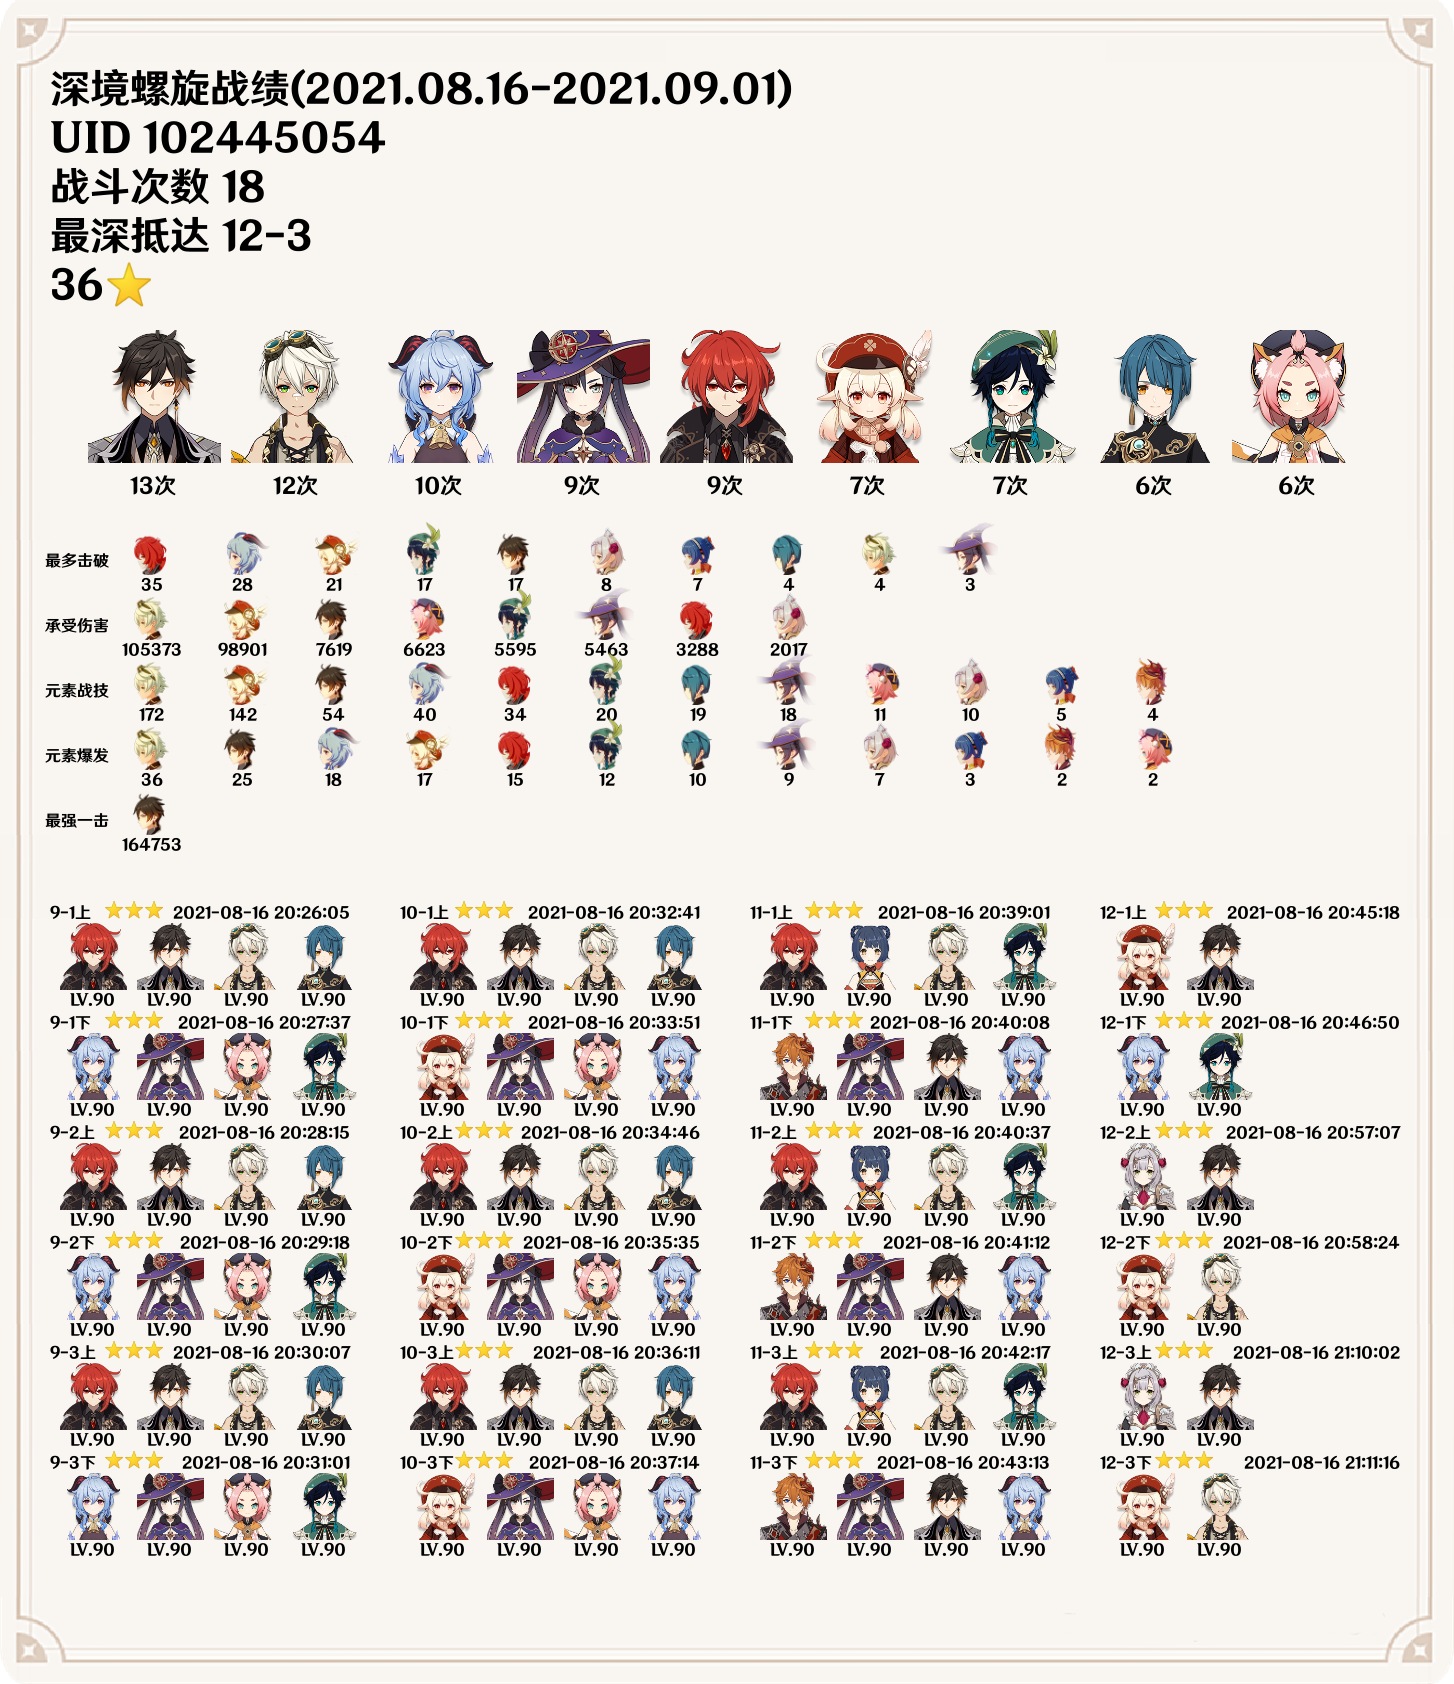 深境螺旋战绩(2021.08.16-2021.09.01)
UID 102445054
战斗次数 18
最深抵达 12-3
36
13次 12次 10次 9次 9次 7次 7次 6次 6次
最多击破
35 28 21 17 17 8 7 4 4 3
承受伤害
105373 98901 7619 6623 5595 5463 3288 2017
元素战技
172 142 54 40 34 20 19 18 11 10 5 4
元素爆发
36 25 18 17 15 12 10 9 7 3 2 2
最强一击
164753
9-1上 2021-08-16 20:26:05 10-1上 2021-08-16 20:32:41 11-1上 2021-08-16 20:39:01 12-1上 2021-08-16 20:45:18
LV.90 LV.90 LV.90 LV.90 LV.90 LV.90 LV.90 LV.90 LV.90 LV.90 LV.90 LV.90 LV.90 LV.90
9-1下 2021-08-16 20:27:37 10-1下 2021-08-16 20:33:51 11-1下 2021-08-16 20:40:08 12-1下 2021-08-16 20:46:50
LV.90 LV.90 LV.90 LV.90 LV.90 LV.90 LV.90 LV.90 LV.90 LV.90 LV.90 LV.90 LV.90 LV.90
9-2上 2021-08-16 20:28:15 10-2上 2021-08-16 20:34:46 11-2上 2021-08-16 20:40:37 12-2上 2021-08-16 20:57:07
LV.90 LV.90 LV.90 LV.90 LV.90 LV.90 LV.90 LV.90 LV.90 LV.90 LV.90 LV.90 LV.90 LV.90
9-2下 2021-08-16 20:29:18 10-2下 2021-08-16 20:35:35 11-2下 2021-08-16 20:41:12 12-2下 2021-08-16 20:58:24
LV.90 LV.90 LV.90 LV.90 LV.90 LV.90 LV.90 LV.90 LV.90 LV.90 LV.90 LV.90 LV.90 LV.90
9-3上 2021-08-16 20:30:07 10-3上 2021-08-16 20:36:11 11-3上 2021-08-16 20:42:17 12-3上 2021-08-16 21:10:02
LV.90 LV.90 LV.90 LV.90 LV.90 LV.90 LV.90 LV.90 LV.90 LV.90 LV.90 LV.90 LV.90 LV.90
9-3下 2021-08-16 20:31:01 10-3下 2021-08-16 20:37:14 11-3下 2021-08-16 20:43:13 12-3下 2021-08-16 21:11:16
LV.90 LV.90 LV.90 LV.90 LV.90 LV.90 LV.90 LV.90 LV.90 LV.90 LV.90 LV.90 LV.90 LV.90